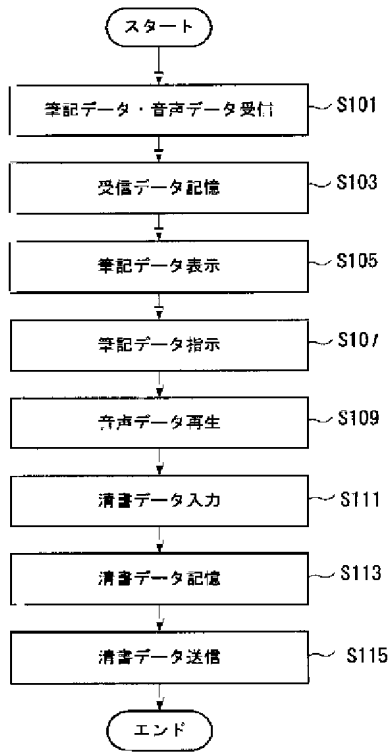 スタート
筆記データ・音声データ受信 S101
受信データ記憶 S103
筆記データ表示 S105
筆記データ指示 S107
音声データ再生 S109
清書データ入力 S111
清書データ記憶 S113
清書データ送信 S115
エンド